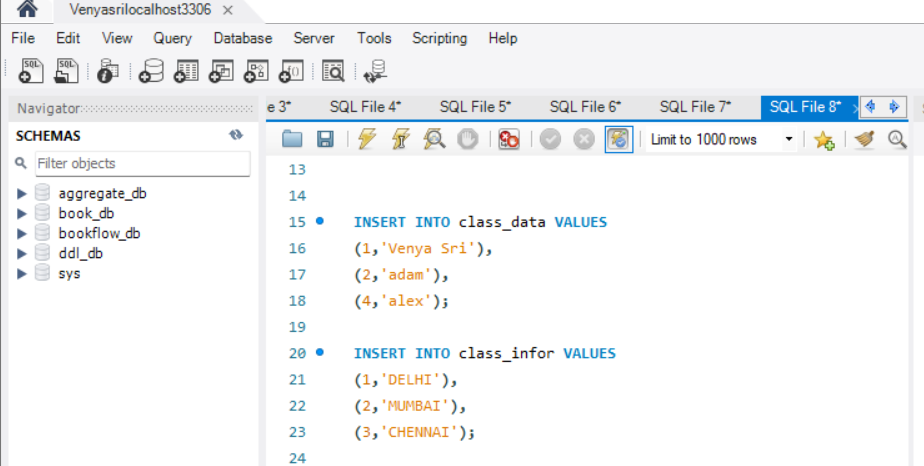 Venyasrilocalhost3306 ×
File Edit View Query Database Server Tools Scripting Help
SQL SQL
Navigator
e 3* SQL File 4* SQL File 5* SQL File 6* SQL File 7* SQL File 8*
SCHEMAS
Limit to 1000 rows
Filter objects
aggregate_db
book_db
bookflow_db
ddl_db
sys
13
14
15 INSERT INTO class_data VALUES
16 (1,'Venya Sri'),
17 (2,'adam'),
18 (4,'alex');
19
20 INSERT INTO class_infor VALUES
21 (1,'DELHI'),
22 (2,'MUMBAI'),
23 (3,'CHENNAI');
24